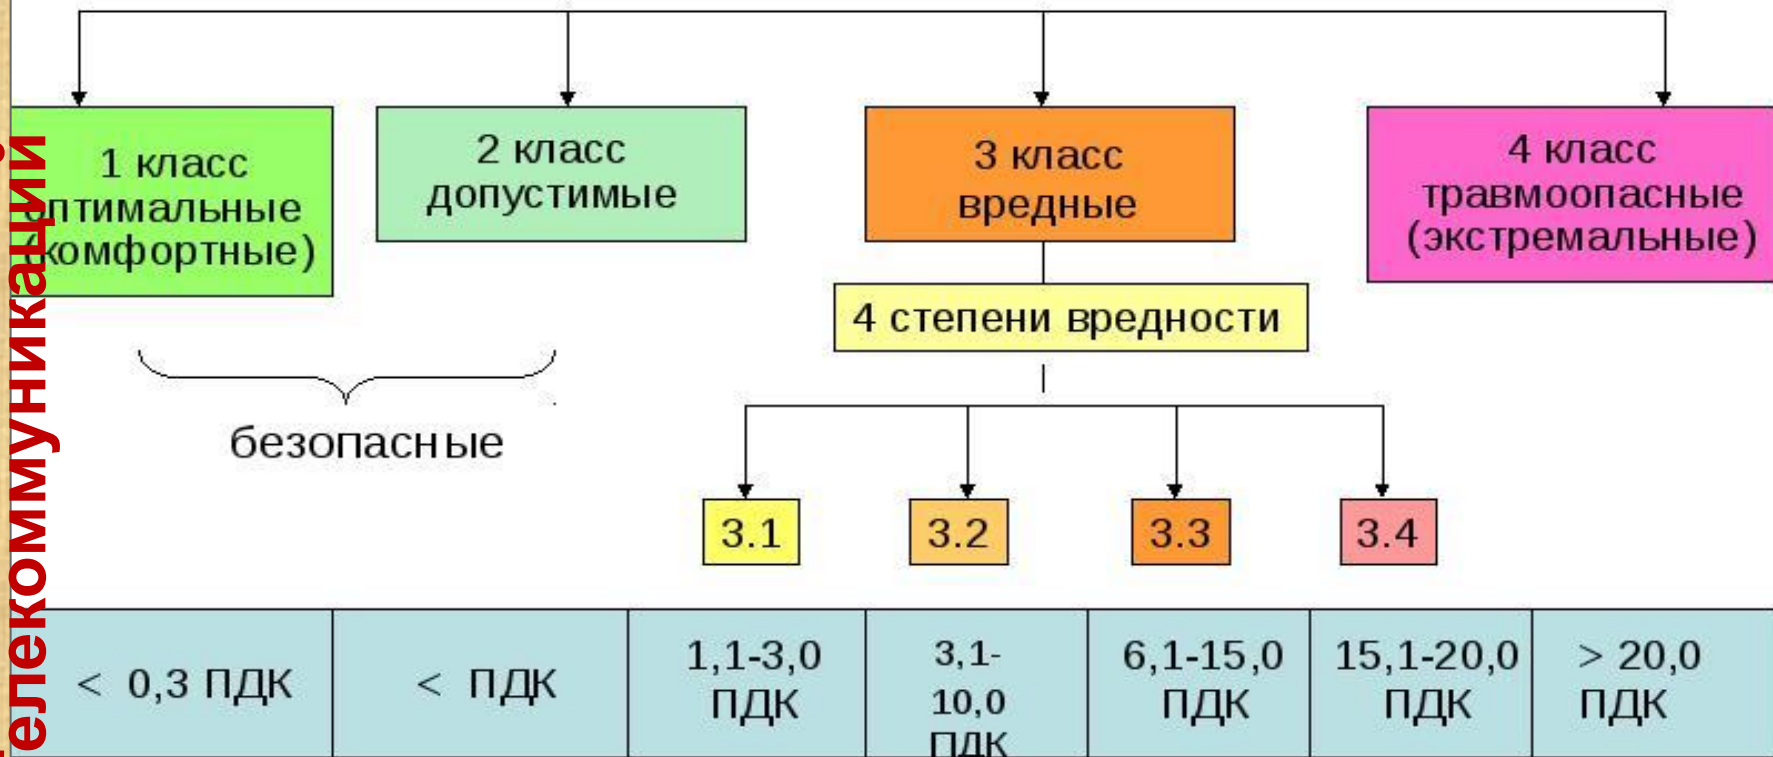 елекоммуникаций
1 класс
оптимальные
(комфортные)
2 класс
допустимые
3 класс
вредные
4 класс
травмоопасные
(экстремальные)
4 степени вредности
безопасные
3.1
3.2
3.3
3.4
< 0,3 ПДК
< ПДК
1,1-3,0
ПДК
3,1-
10,0
ПДК
6,1-15,0
ПДК
15,1-20,0
ПДК
> 20,0
ПДК